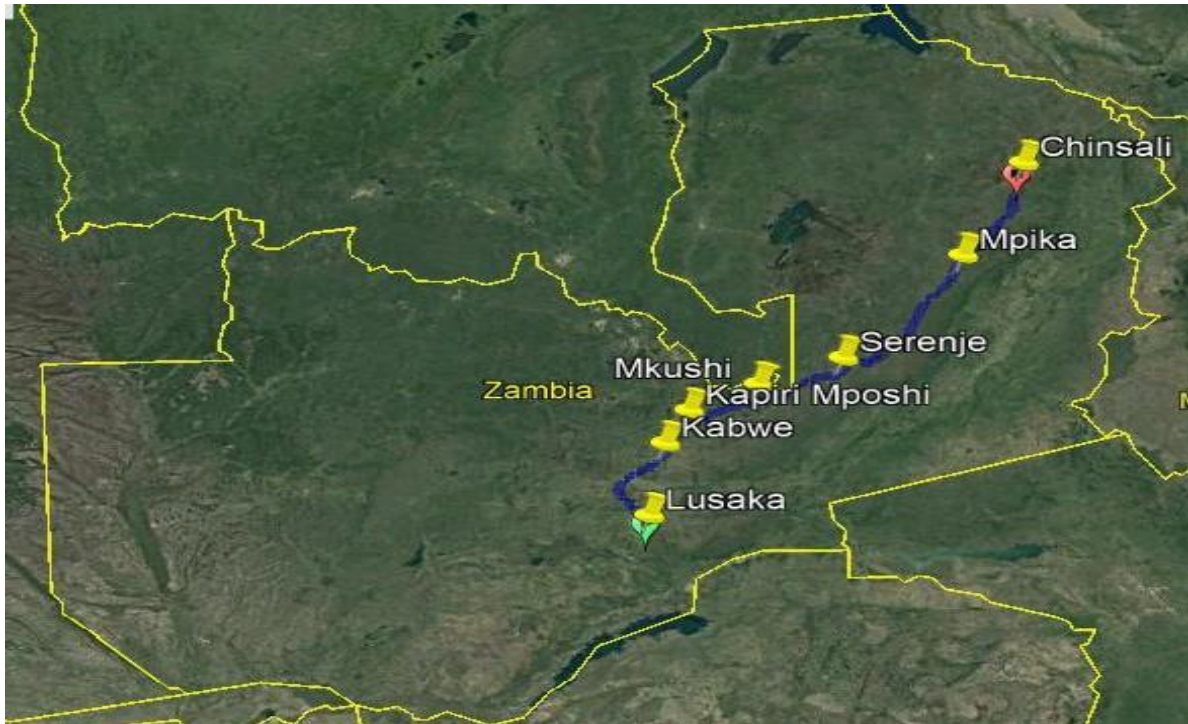 Chinsali
Mpika
Serenje
Mkushi
Zambia
Kapiri Mposhi
Kabwe
Lusaka
M